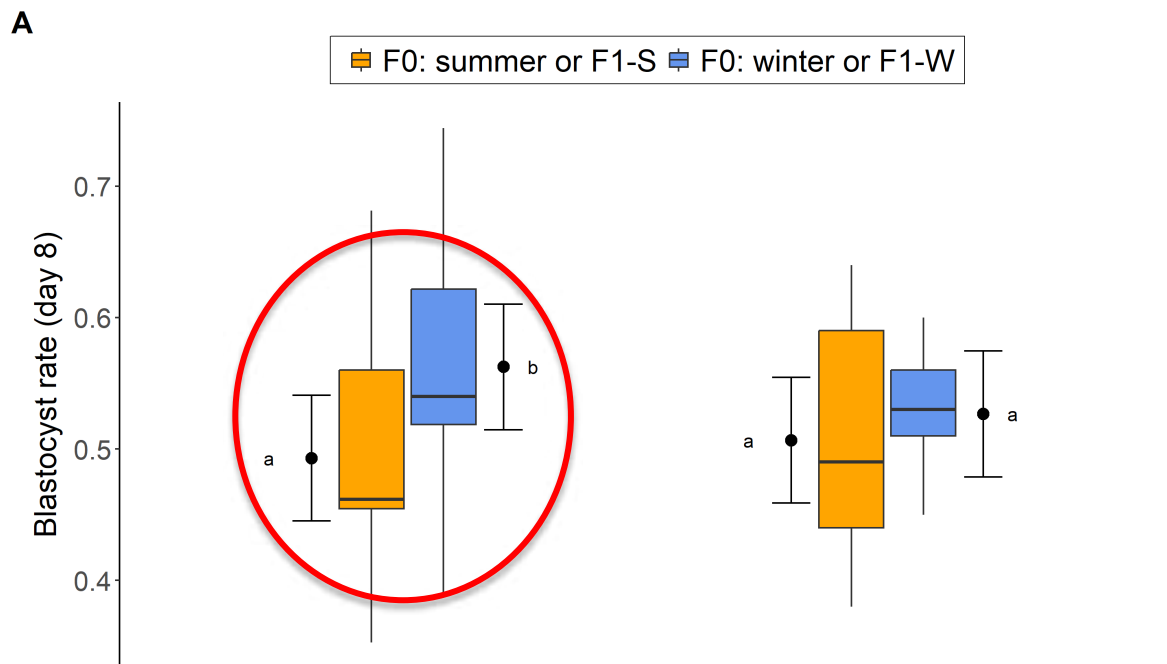 A
F0: summer or F1-S F0: winter or F1-W
Blastocyst rate (day 8)
0.7
0.6
0.5
0.4
a
b
a
a